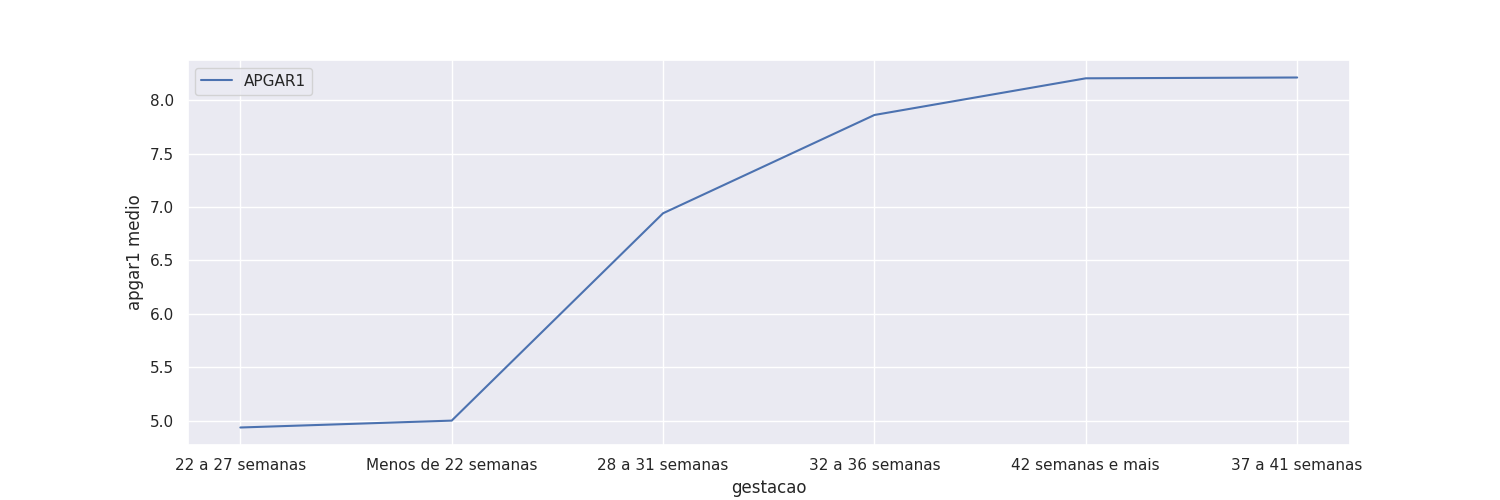 APGAR1
8.0
7.5
7.0
6.5
6.0
5.5
5.0
apgar1 medio
22 a 27 semanas
Menos de 22 semanas
28 a 31 semanas
32 a 36 semanas
42 semanas e mais
37 a 41 semanas
gestacao